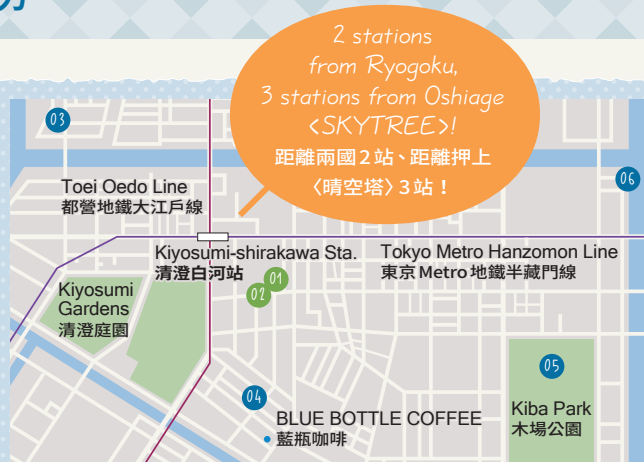 2 stations
from Ryogoku,
3 stations from Oshiage
<SKYTREE>!
距離兩國2站、距離押上
〈晴空塔〉3站！
03
06
Toei Oedo Line
都營地鐵大江戶線
Kiyosumi-shirakawa Sta.
清澄白河站
Tokyo Metro Hanzomon Line
東京Metro地鐵半藏門線
01
02
Kiyosumi
Gardens
清澄庭園
05
04
Kiba Park
木場公園
BLUE BOTTLE COFFEE
藍瓶咖啡